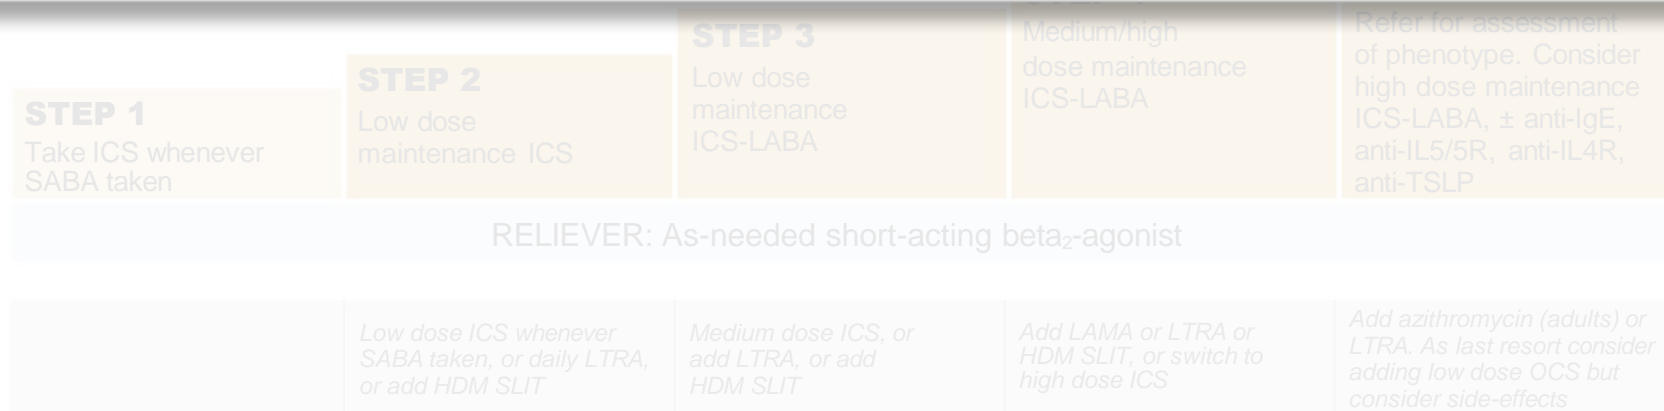 STEP 1
Take ICS whenever
SABA taken
STEP 2
Low dose
maintenance ICS
STEP 3
Low dose
maintenance
ICS-LABA
Medium/high
dose maintenance
ICS-LABA
Refer for assessment
of phenotype. Consider
high dose maintenance
ICS-LABA, ± anti-IgE,
anti-IL5/5R, anti-IL4R,
anti-TSLP
RELIEVER: As-needed short-acting beta₂-agonist
Low dose ICS whenever
SABA taken, or daily LTRA,
or add HDM SLIT
Medium dose ICS, or
add LTRA, or add
HDM SLIT
Add LAMA or LTRA or
HDM SLIT, or switch to
high dose ICS
Add azithromycin (adults) or
LTRA. As last resort consider
adding low dose OCS but
consider side-effects